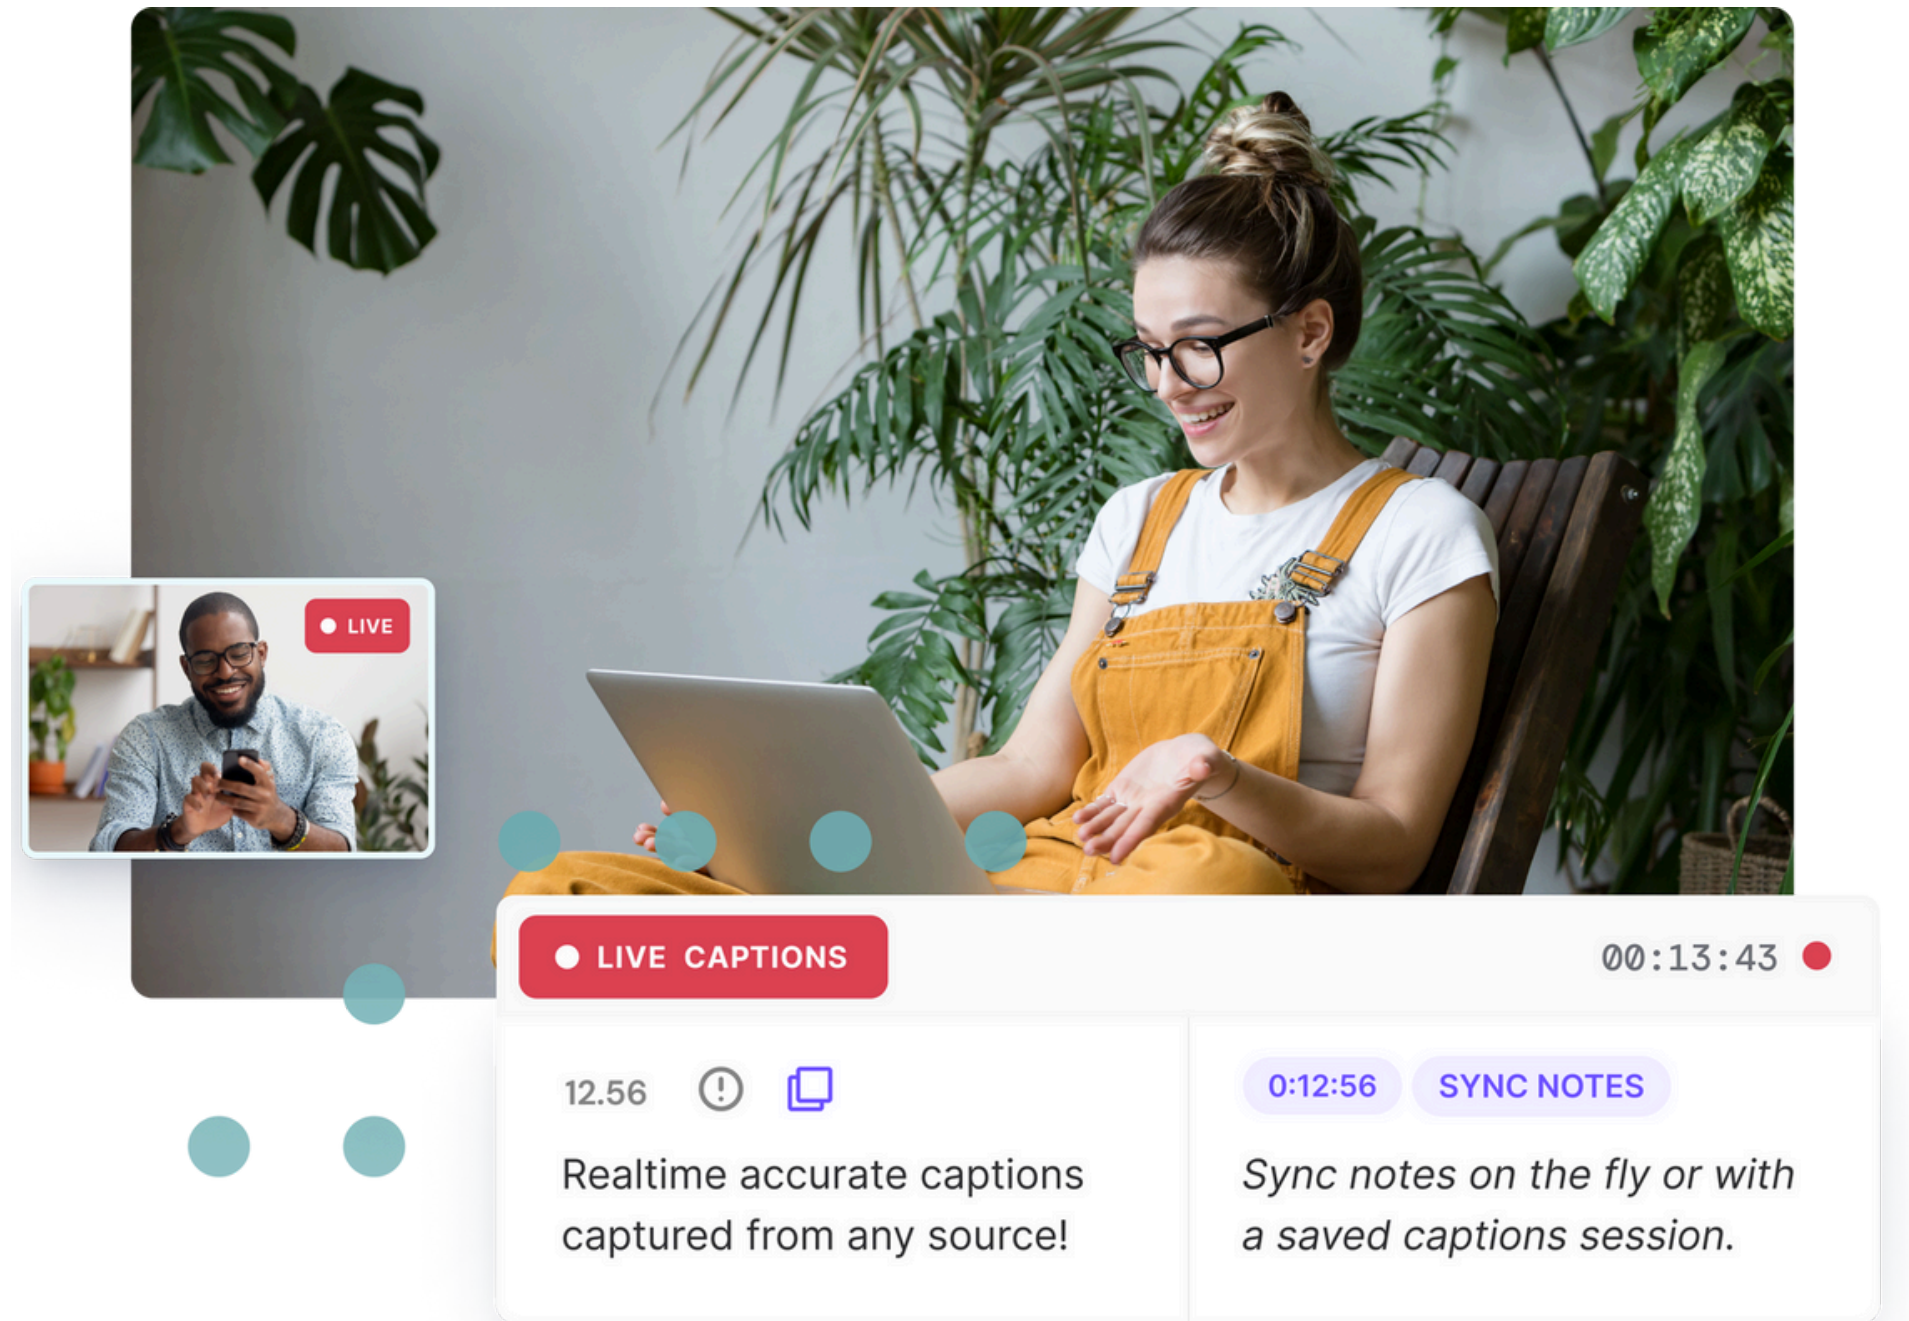 LIVE
LIVE CAPTIONS
00:13:43
12.56
Realtime accurate captions
captured from any source!
0:12:56 SYNC NOTES
Sync notes on the fly or with
a saved captions session.